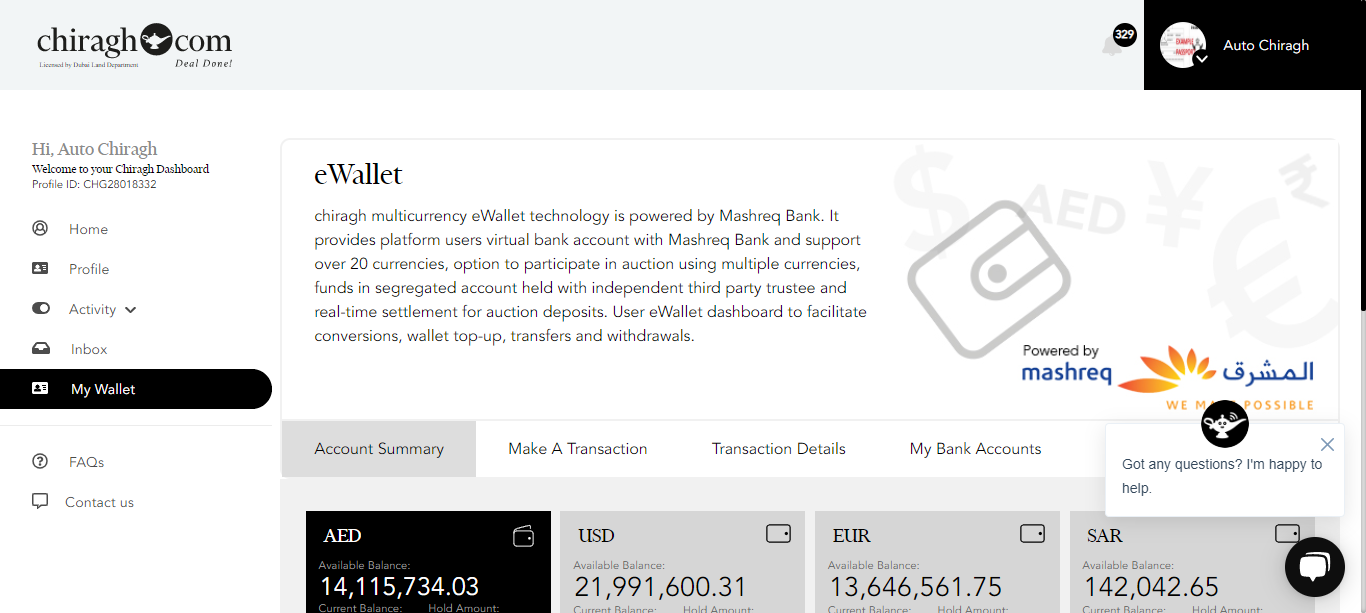 chiragh.com
Licensed by Dubai Land Department
Deal Done!
329
EXAMPLE
PASSPORT
Auto Chiragh
Hi, Auto Chiragh
Welcome to your Chiragh Dashboard
Profile ID: CHG28018332
Home
Profile
Activity
Inbox
My Wallet
FAQs
Contact us
eWallet
chiragh multicurrency eWallet technology is powered by Mashreq Bank. It
provides platform users virtual bank account with Mashreq Bank and support
over 20 currencies, option to participate in auction using multiple currencies,
funds in segregated account held with independent third party trustee and
real-time settlement for auction deposits. User eWallet dashboard to facilitate
conversions, wallet top-up, transfers and withdrawals.
$ AED ¥ € ₹
Powered by
mashreq المشرق
WE MA POSSIBLE
Account Summary
Make A Transaction
Transaction Details
My Bank Accounts
Got any questions? I'm happy to
help.
AED
Available Balance:
14,115,734.03
Current Balance: Hold Amount:
USD
Available Balance:
21,991,600.31
Current Balance: Hold Amount:
EUR
Available Balance:
13,646,561.75
Current Balance: Hold Amount:
SAR
Available Balance:
142,042.65
Current Balance: Hold Amount: